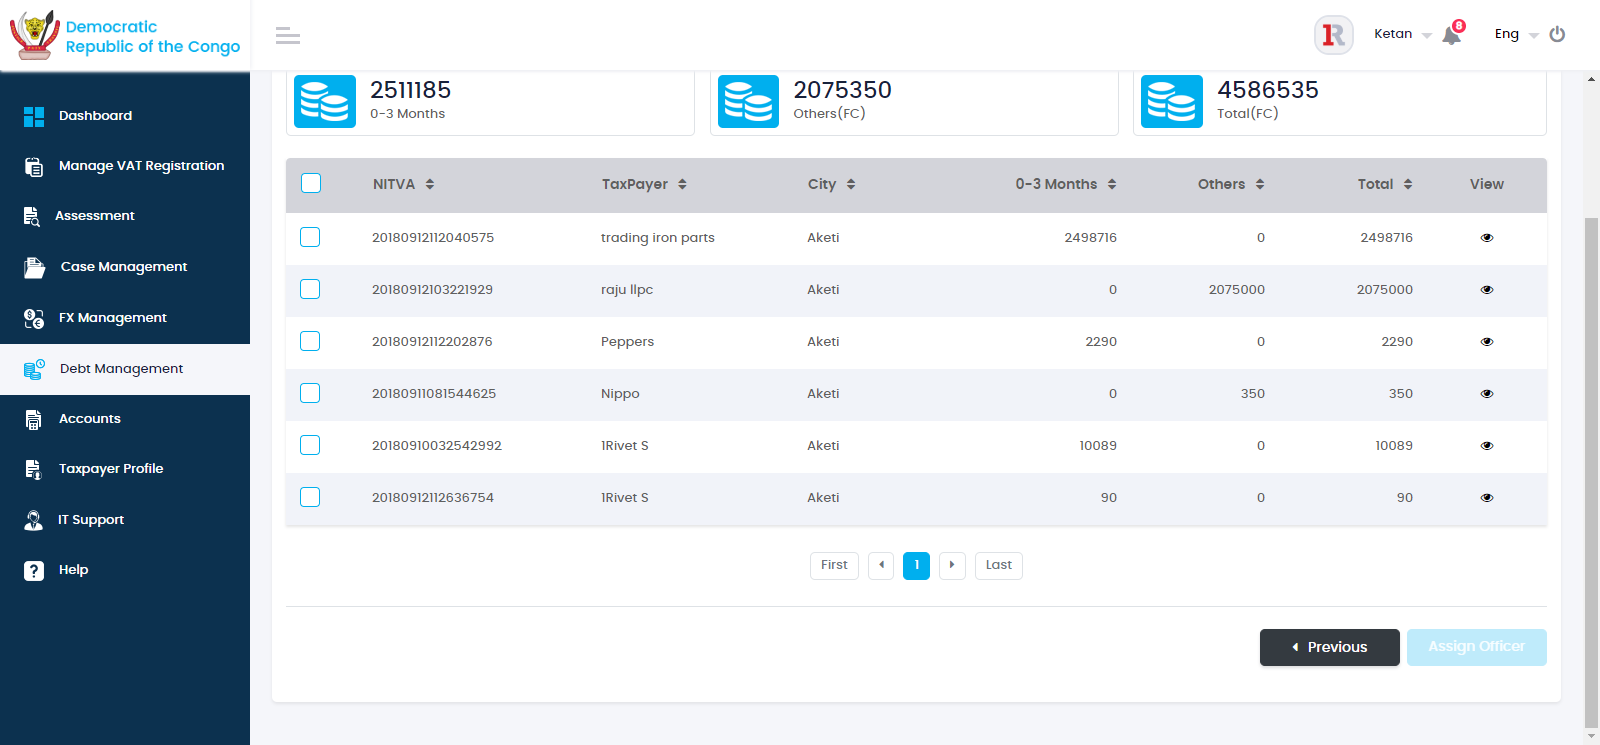 Democratic
Republic of the Congo
1R
Ketan
8
Eng
Dashboard
Manage VAT Registration
Assessment
Case Management
FX Management
Debt Management
Accounts
Taxpayer Profile
IT Support
Help
2511185
0-3 Months
2075350
Others(FC)
4586535
Total(FC)
NITVA TaxPayer City 0-3 Months Others Total View
20180912112040575 trading iron parts Aketi 2498716 0 2498716
20180912103221929 raju llpc Aketi 0 2075000 2075000
20180912112202876 Peppers Aketi 2290 0 2290
20180911081544625 Nippo Aketi 0 350 350
20180910032542992 1Rivet S Aketi 10089 0 10089
20180912112636754 1Rivet S Aketi 90 0 90
First 1 Last
Previous Assign Officer